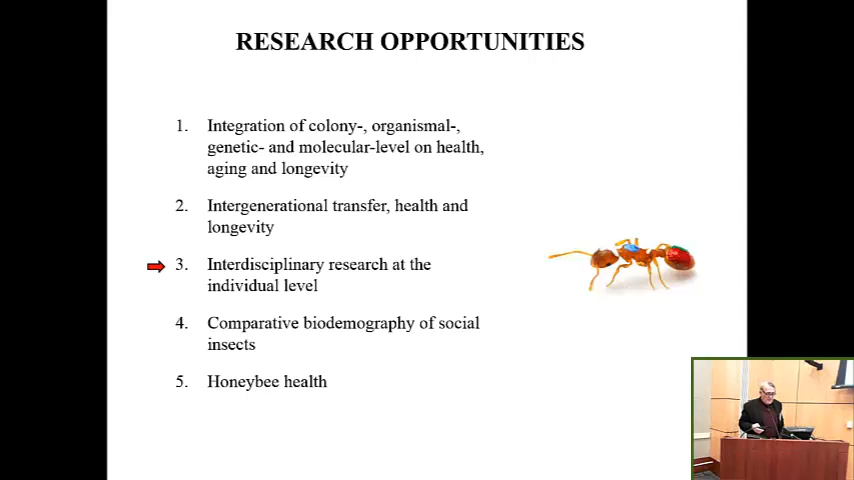 RESEARCH OPPORTUNITIES
1. Integration of colony-, organismal-,
genetic- and molecular-level on health,
aging and longevity
2. Intergenerational transfer, health and
longevity
3. Interdisciplinary research at the
individual level
4. Comparative biodemography of social
insects
5. Honeybee health